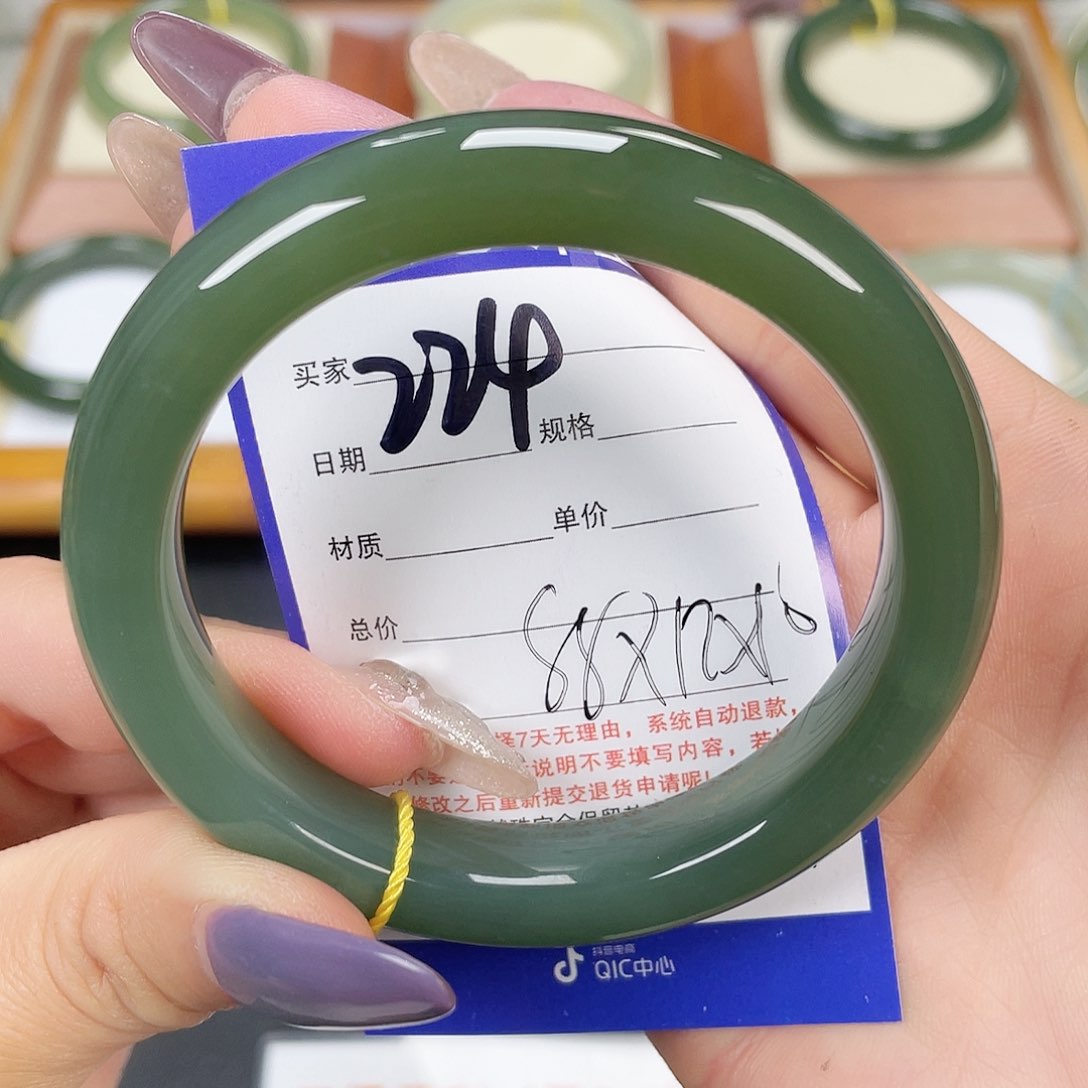 买家 224
日期 规格
材质 单价
总价
88X12X16
择7天无理由，系统自动退款，
说明不要填写内容，若
修改之后重新提交退货申请呢！
抖音电商
QIC中心